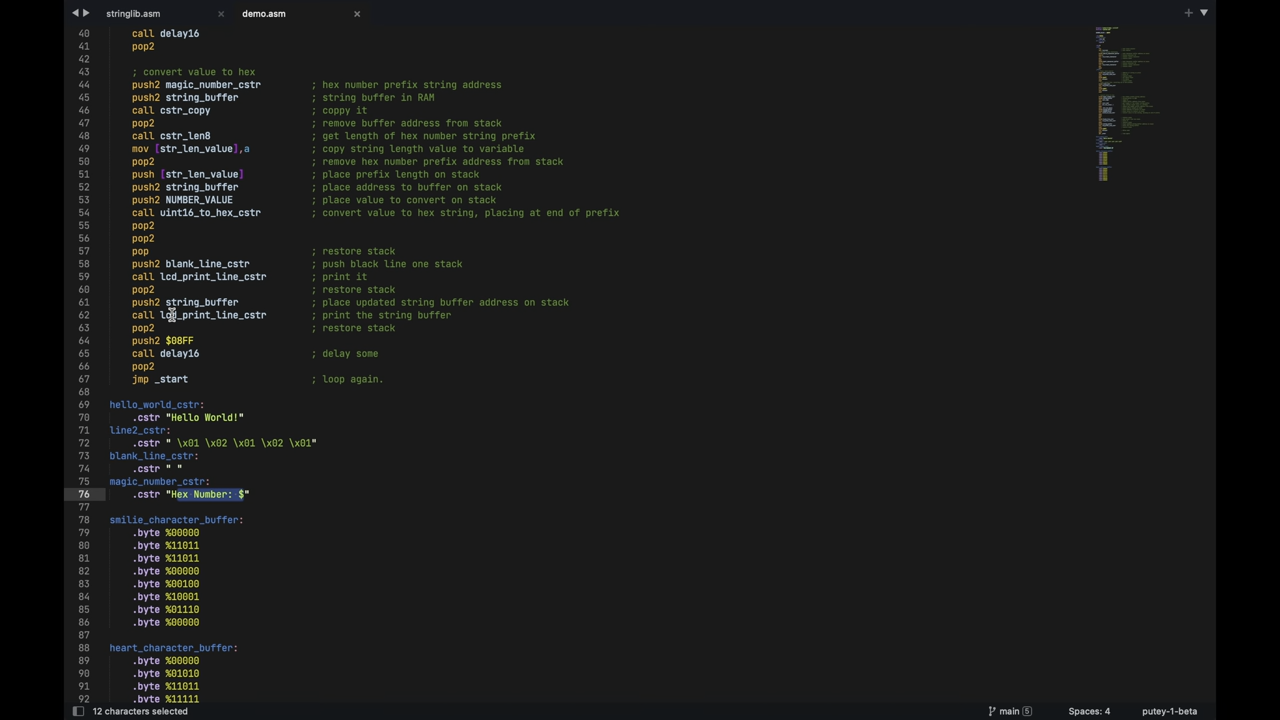 stringlib.asm × demo.asm ×
40 call delay16
41 pop2
42
43 ; convert value to hex
44 push2 magic_number_cstr ; hex number prefix string address
45 push2 string_buffer ; string buffer in RAM
46 call cstr_copy ; coppy it
47 pop2 ; remove buffer address from stack
48 call cstr_len8 ; get length of hex number string prefix
49 mov [str_len_value],a ; copy string length value to variable
50 pop2 ; remove hex number prefix address from stack
51 push [str_len_value] ; place prefix length on stack
52 push2 string_buffer ; place address to buffer on stack
53 push2 NUMBER_VALUE ; place value to convert on stack
54 call uint16_to_hex_cstr ; convert value to hex string, placing at end of prefix
55 pop2
56 pop2
57 pop ; restore stack
58 push2 blank_line_cstr ; push black line one stack
59 call lcd_print_line_cstr ; print it
60 pop2 ; restore stack
61 push2 string_buffer ; place updated string buffer address on stack
62 call lcd_print_line_cstr ; print the string buffer
63 pop2 ; restore stack
64 push2 $08FF
65 call delay16 ; delay some
66 pop2
67 jmp _start ; loop again.
68
69 hello_world_cstr:
70 .cstr "Hello World!"
71 line2_cstr:
72 .cstr " \x01 \x02 \x01 \x02 \x01"
73 blank_line_cstr:
74 .cstr " "
75 magic_number_cstr:
76 .cstr "Hex Number: $"
77
78 smilie_character_buffer:
79 .byte %00000
80 .byte %11011
81 .byte %11011
82 .byte %00000
83 .byte %00100
84 .byte %10001
85 .byte %01110
86 .byte %00000
87
88 heart_character_buffer:
89 .byte %00000
90 .byte %01010
91 .byte %11011
92 .byte %11111
12 characters selected main 5 Spaces: 4 putey-1-beta